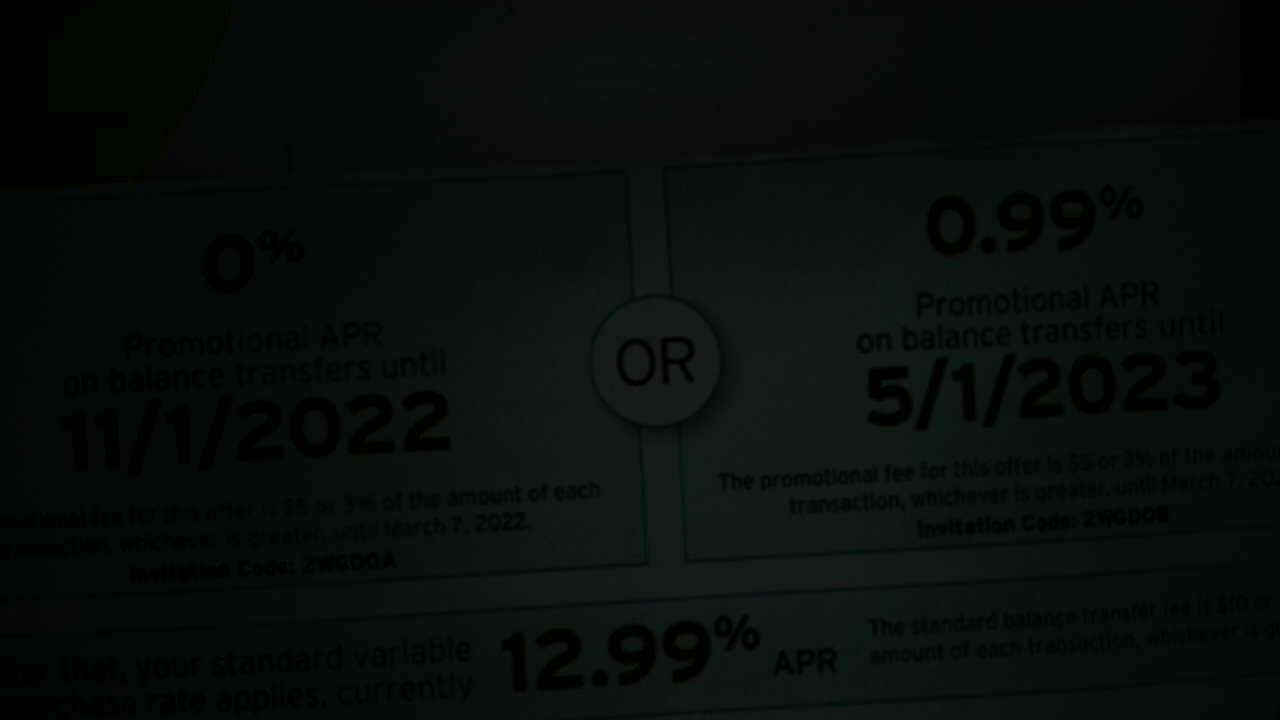 0%
Promotional APR
on balance transfers until
11/1/2022
fee for this offer is $5 or 3% of the amount of each
transaction, whichever is greater, until March 7, 2022.
Invitation Code: 2WGDOA
OR
0.99%
Promotional APR
on balance transfers until
5/1/2023
The promotional fee for this offer is $5 or 3% of the
transaction, whichever is greater, until March 7,
Invitation Code: 2WGDOB
that, your standard variable
rate applies, currently
12.99% APR
The standard balance transfer fee is $10 or
amount of each transaction, whichever is